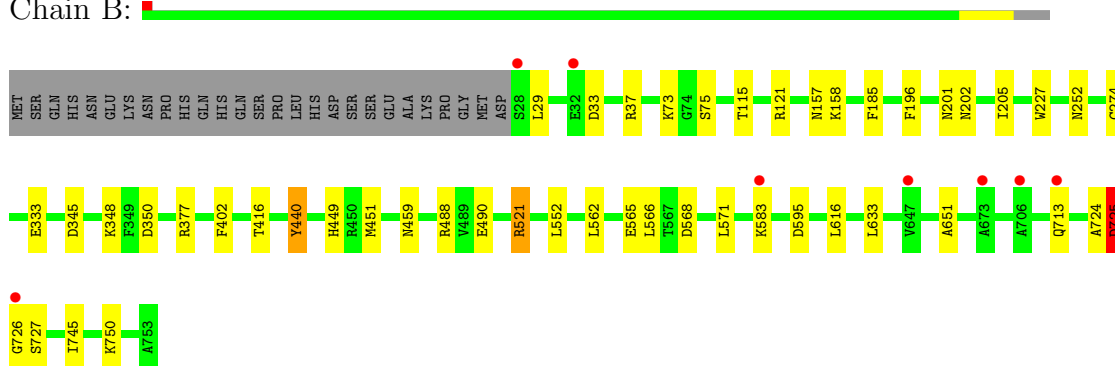 Chain B:
MET SER GLN HIS ASN GLU LYS ASN PRO HIS GLN HIS GLN SER PRO LEU HIS ASP SER SER GLU ALA LYS PRO GLY MET ASP S28 L29 E32 D33 R37 K73 G74 S75 T115 R121 N157 K158 F185 F196 N201 N202 I205 W227 N252
E333 D345 K348 F349 D350 R377 F402 T416 Y440 H449 R450 M451 N459 R488 V489 E490 R521 L552 L562 E565 L566 T567 D568 L571 K583 D595 L616 L633 V647 A651 A673 A706 Q713 A724
G726 S727 I745 K750 A753